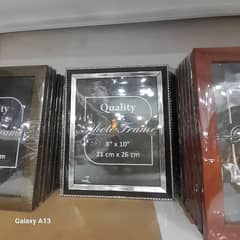 Quality
Photo Frame
8" x 10"
21 cm x 26 cm
Galaxy A13